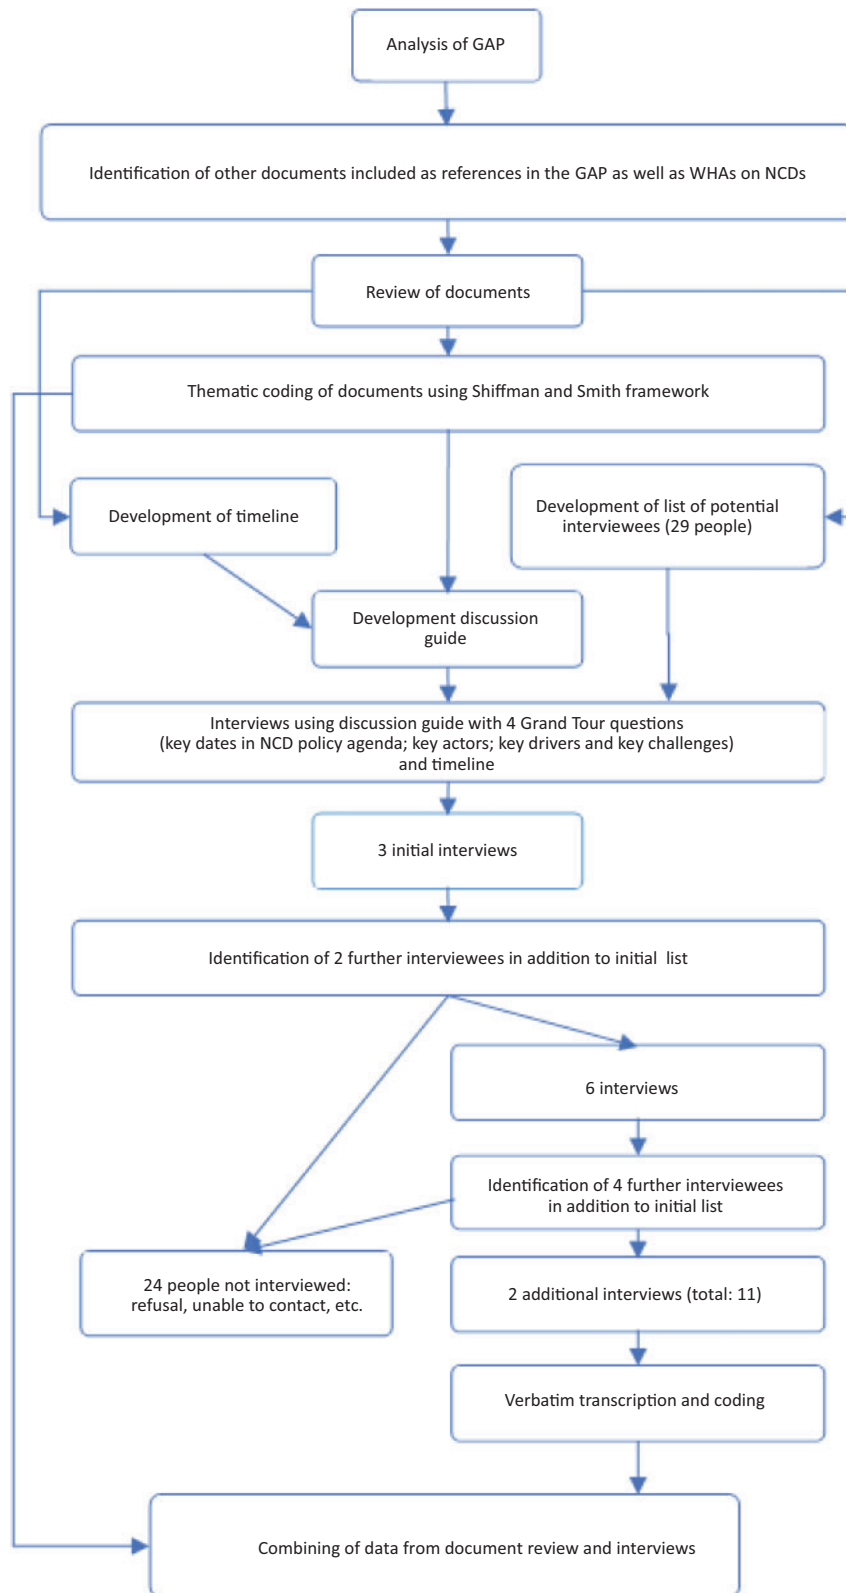 Analysis of GAP
Identification of other documents included as references in the GAP as well as WHAs on NCDs
Review of documents
Thematic coding of documents using Shiffman and Smith framework
Development of timeline
Development of list of potential
interviewees (29 people)
Development discussion
guide
Interviews using discussion guide with 4 Grand Tour questions
(key dates in NCD policy agenda; key actors; key drivers and key challenges)
and timeline
3 initial interviews
Identification of 2 further interviewees in addition to initial list
6 interviews
Identification of 4 further interviewees
in addition to initial list
24 people not interviewed:
refusal, unable to contact, etc.
2 additional interviews (total: 11)
Verbatim transcription and coding
Combining of data from document review and interviews